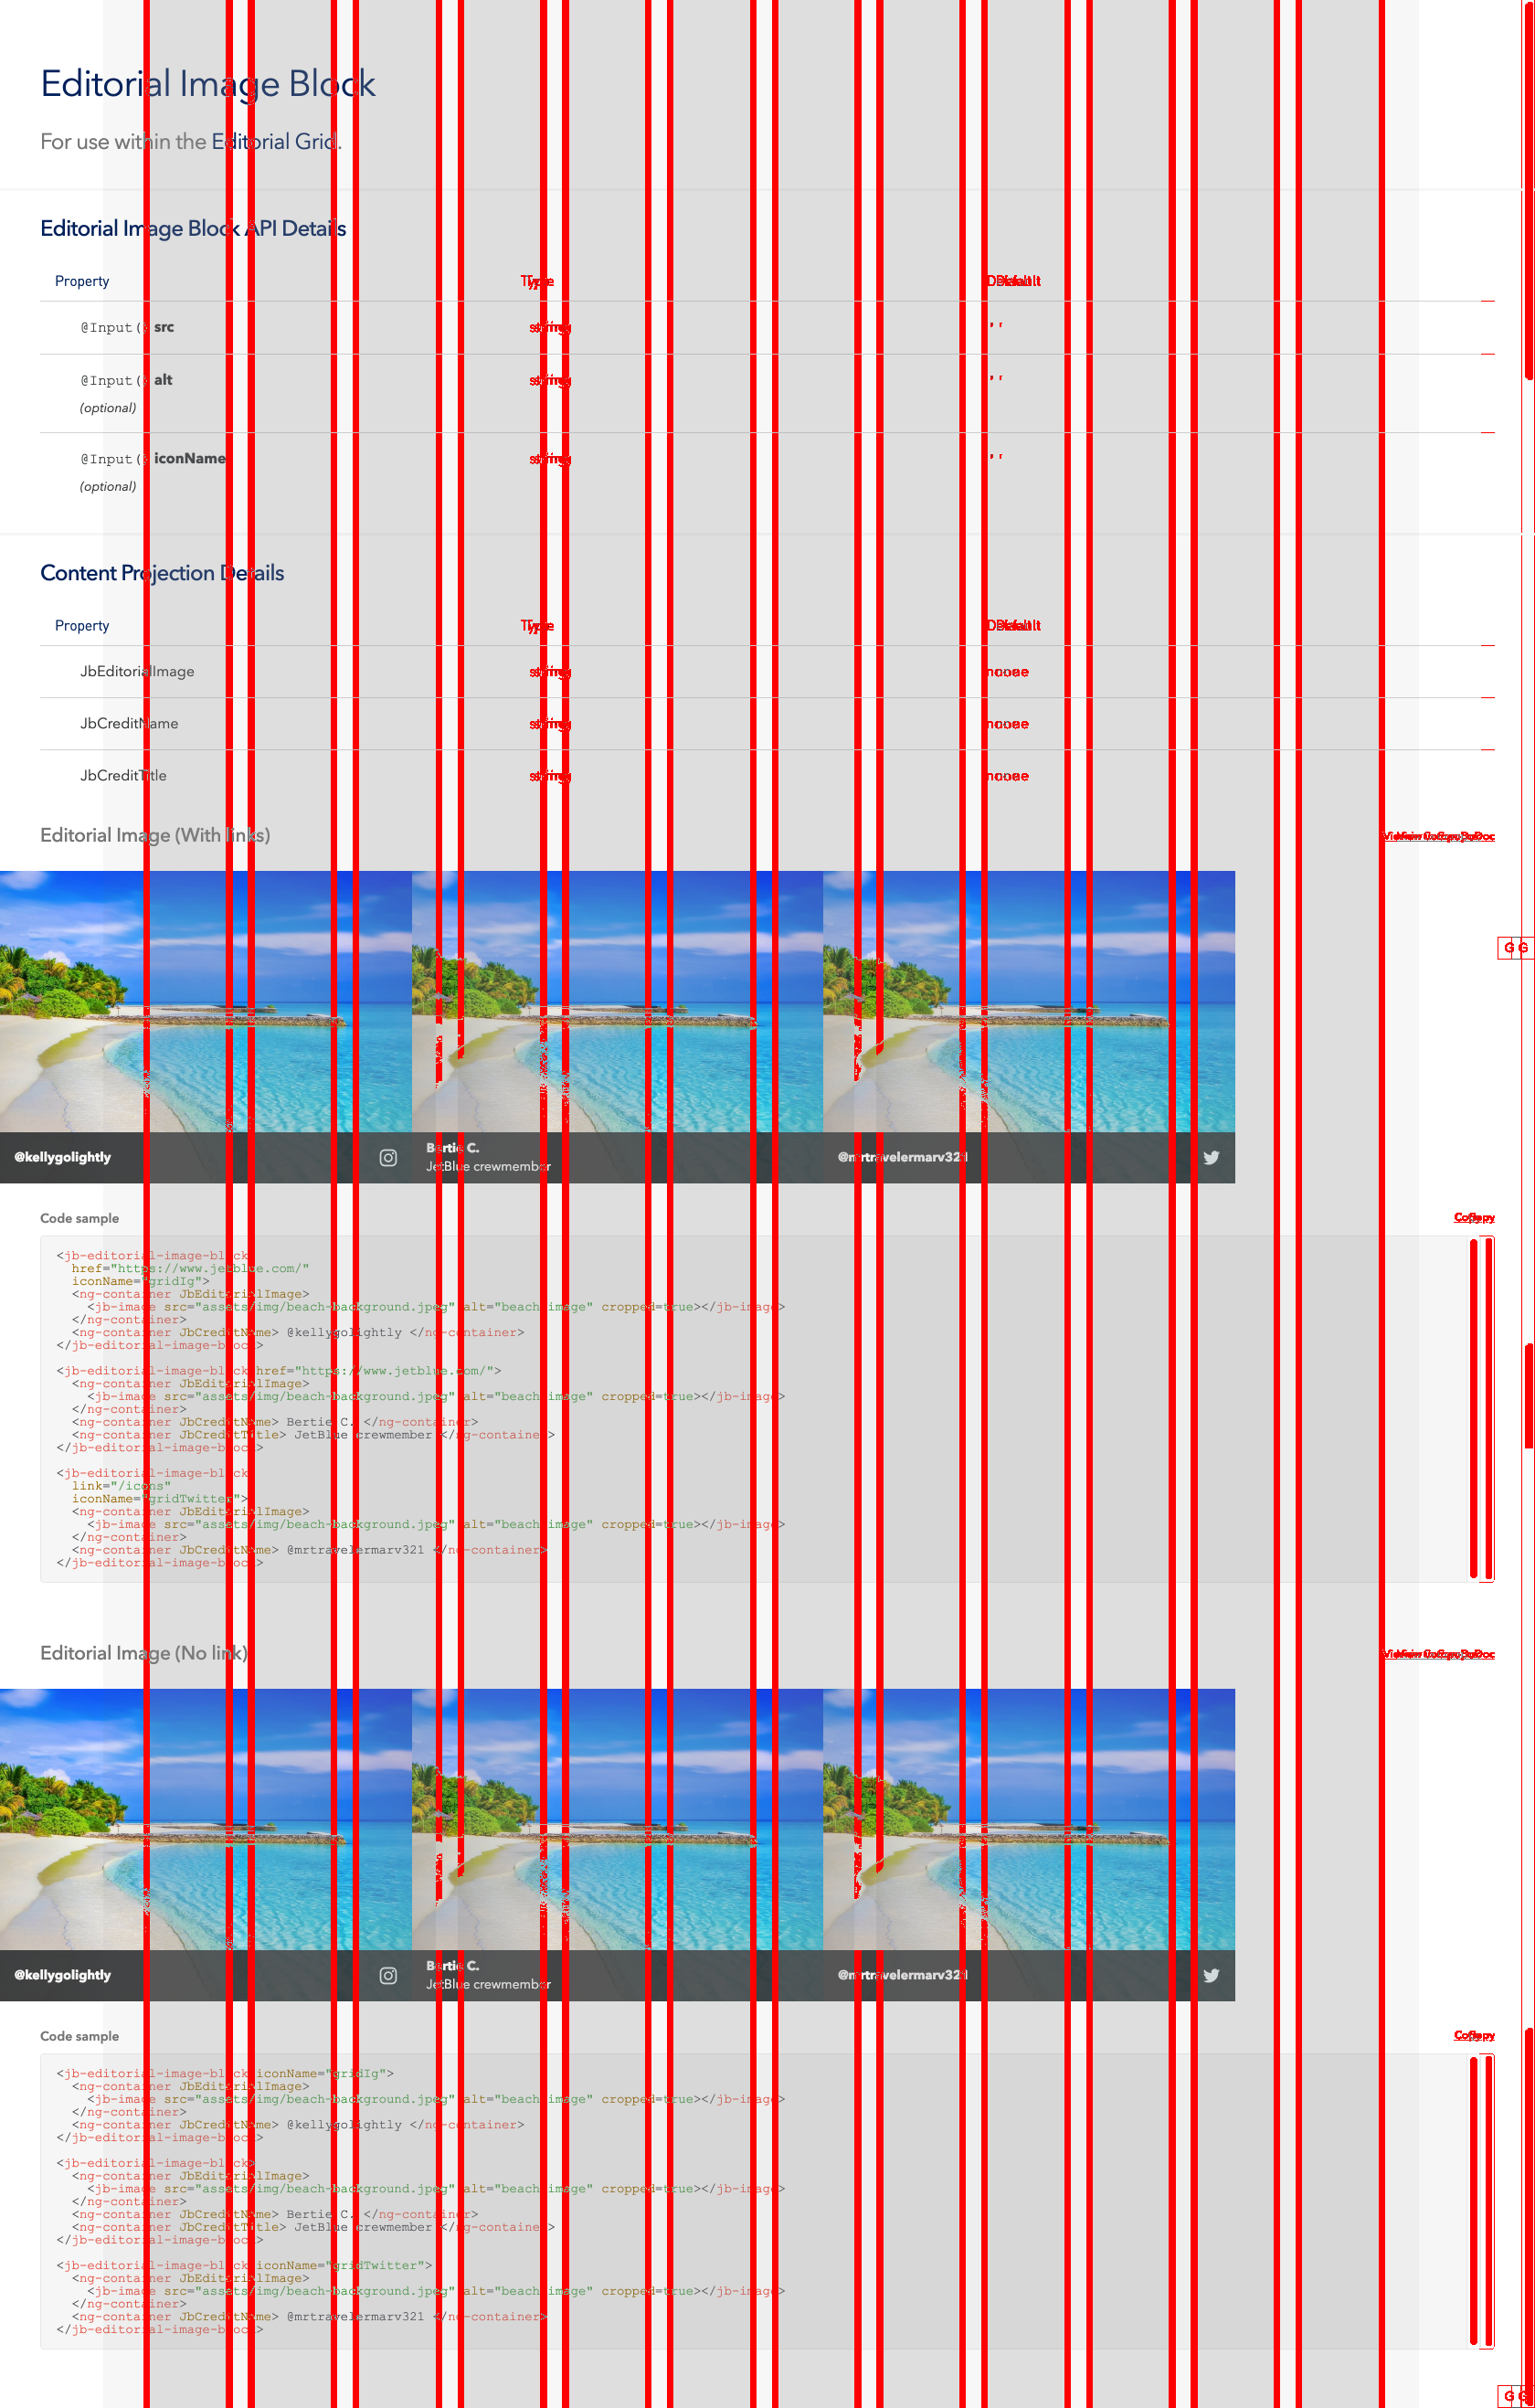 Editorial Image Block
For use within the Editorial Grid.
Editorial Image Block API Details
Property Type Default
@Input() src string ''
@Input() alt string ''
(optional)
@Input() iconName string ''
(optional)
Content Projection Details
Property Type Default
JbEditorialImage string none
JbCreditName string none
JbCreditTitle string none
Editorial Image (With links)
@kellygolightly
Bertie C.
JetBlue crewmember
@mrtravelermarv321
G G
Code sample Copy
<jb-editorial-image-block
  href="https://www.jetblue.com/"
  iconName="gridIg">
  <ng-container JbEditorialImage>
    <jb-image src="assets/img/beach-background.jpeg" alt="beach image" cropped=true></jb-image>
  </ng-container>
  <ng-container JbCreditName> @kellygolightly </ng-container>
</jb-editorial-image-block>
<jb-editorial-image-block href="https://www.jetblue.com/">
  <ng-container JbEditorialImage>
    <jb-image src="assets/img/beach-background.jpeg" alt="beach image" cropped=true></jb-image>
  </ng-container>
  <ng-container JbCreditName> Bertie C. </ng-container>
  <ng-container JbCreditTitle> JetBlue crewmember </ng-container>
</jb-editorial-image-block>
<jb-editorial-image-block
  link="/icons"
  iconName="gridTwitter">
  <ng-container JbEditorialImage>
    <jb-image src="assets/img/beach-background.jpeg" alt="beach image" cropped=true></jb-image>
  </ng-container>
  <ng-container JbCreditName> @mrtravelermarv321 </ng-container>
</jb-editorial-image-block>
Editorial Image (No link)
@kellygolightly
Bertie C.
JetBlue crewmember
@mrtravelermarv321
Code sample Copy
<jb-editorial-image-block iconName="gridIg">
  <ng-container JbEditorialImage>
    <jb-image src="assets/img/beach-background.jpeg" alt="beach image" cropped=true></jb-image>
  </ng-container>
  <ng-container JbCreditName> @kellygolightly </ng-container>
</jb-editorial-image-block>
<jb-editorial-image-block>
  <ng-container JbEditorialImage>
    <jb-image src="assets/img/beach-background.jpeg" alt="beach image" cropped=true></jb-image>
  </ng-container>
  <ng-container JbCreditName> Bertie C. </ng-container>
  <ng-container JbCreditTitle> JetBlue crewmember </ng-container>
</jb-editorial-image-block>
<jb-editorial-image-block iconName="gridTwitter">
  <ng-container JbEditorialImage>
    <jb-image src="assets/img/beach-background.jpeg" alt="beach image" cropped=true></jb-image>
  </ng-container>
  <ng-container JbCreditName> @mrtravelermarv321 </ng-container>
</jb-editorial-image-block>
G G